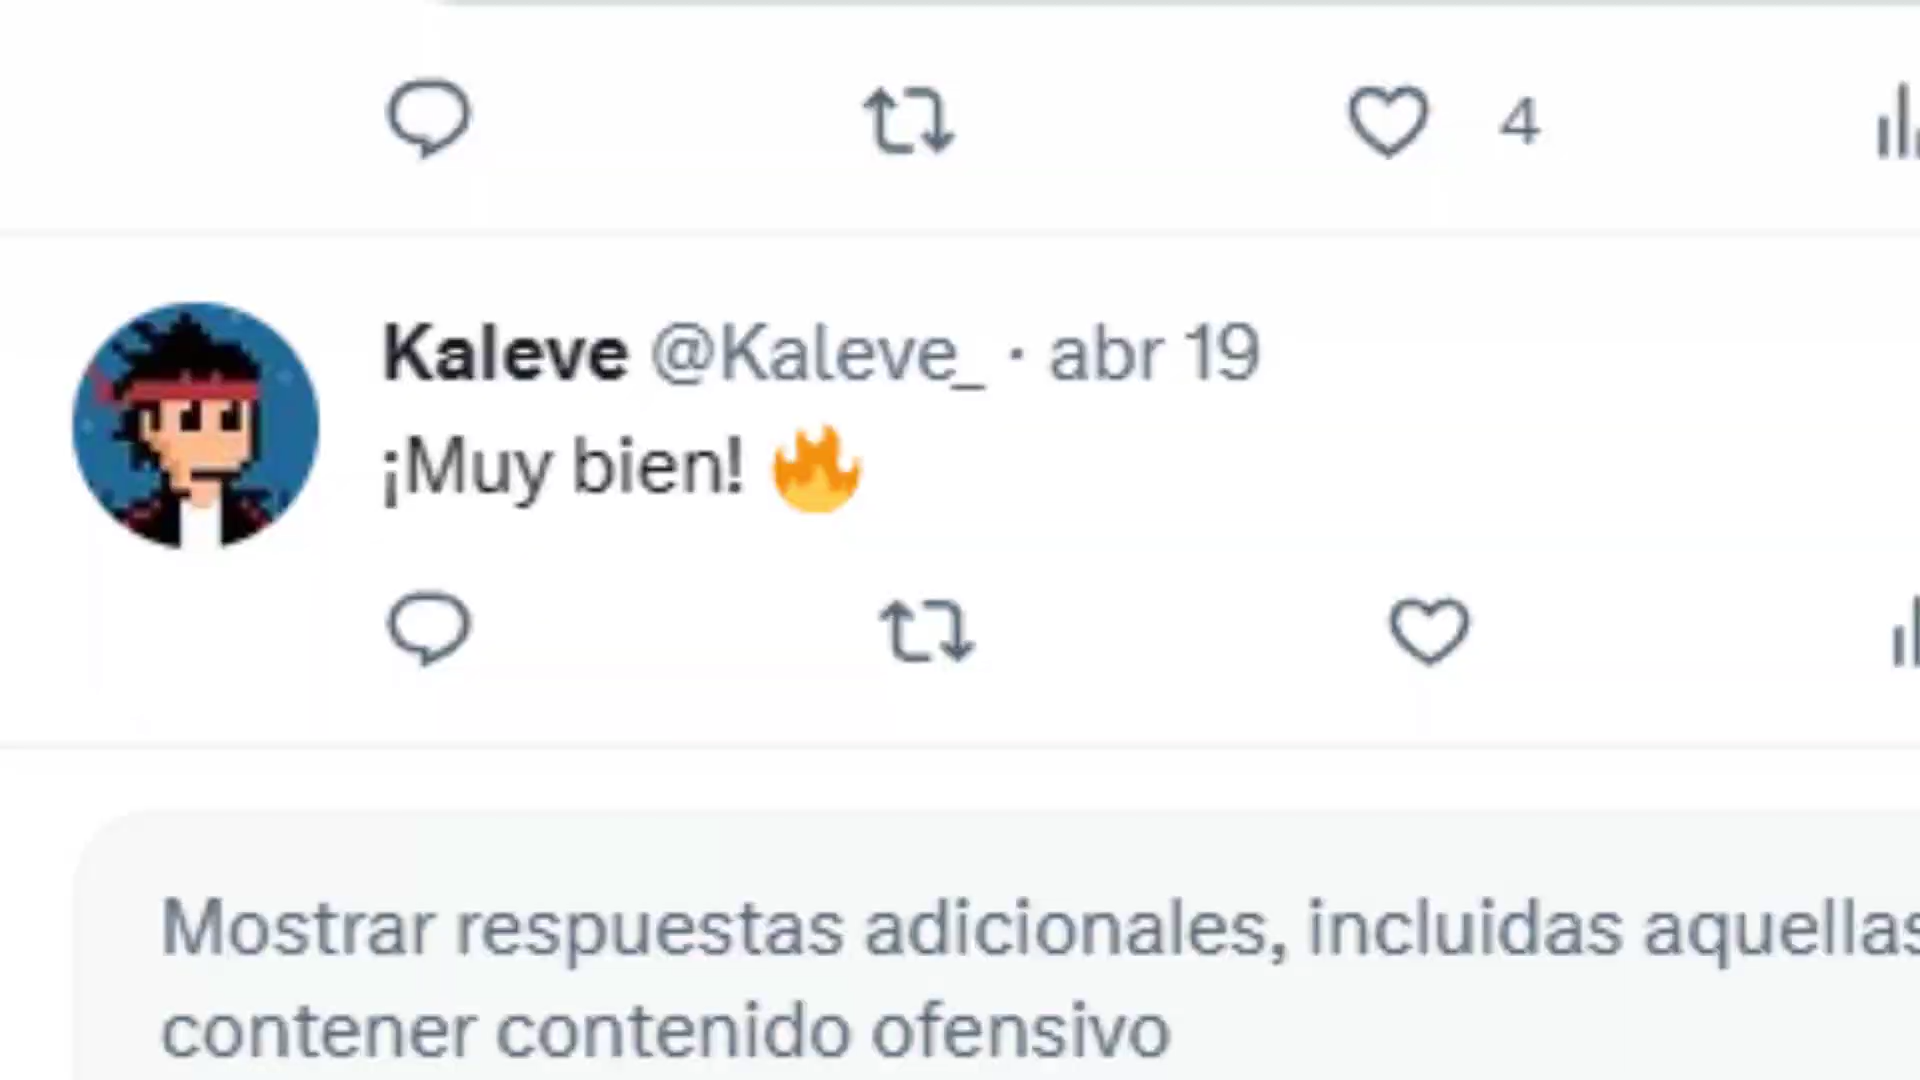 4
Kaleve @Kaleve_ · abr 19
¡Muy bien! 🔥
Mostrar respuestas adicionales, incluidas aquellas
contener contenido ofensivo